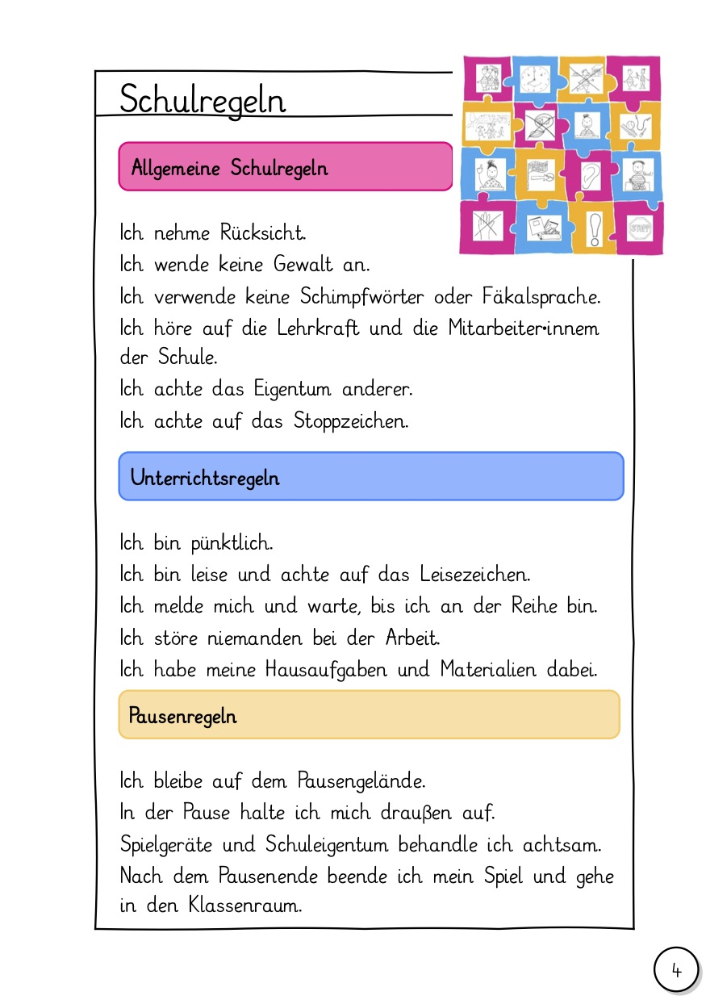 Schulregeln
Allgemeine Schulregeln
Ich nehme Rücksicht.
Ich wende keine Gewalt an.
Ich verwende keine Schimpfwörter oder Fäkalsprache.
Ich höre auf die Lehrkraft und die Mitarbeiter•innem
der Schule.
Ich achte das Eigentum anderer.
Ich achte auf das Stoppzeichen.
Unterrichtsregeln
Ich bin pünktlich.
Ich bin leise und achte auf das Leisezeichen.
Ich melde mich und warte, bis ich an der Reihe bin.
Ich störe niemanden bei der Arbeit.
Ich habe meine Hausaufgaben und Materialien dabei.
Pausenregeln
Ich bleibe auf dem Pausengelände.
In der Pause halte ich mich draußen auf.
Spielgeräte und Schuleigentum behandle ich achtsam.
Nach dem Pausenende beende ich mein Spiel und gehe
in den Klassenraum.
4